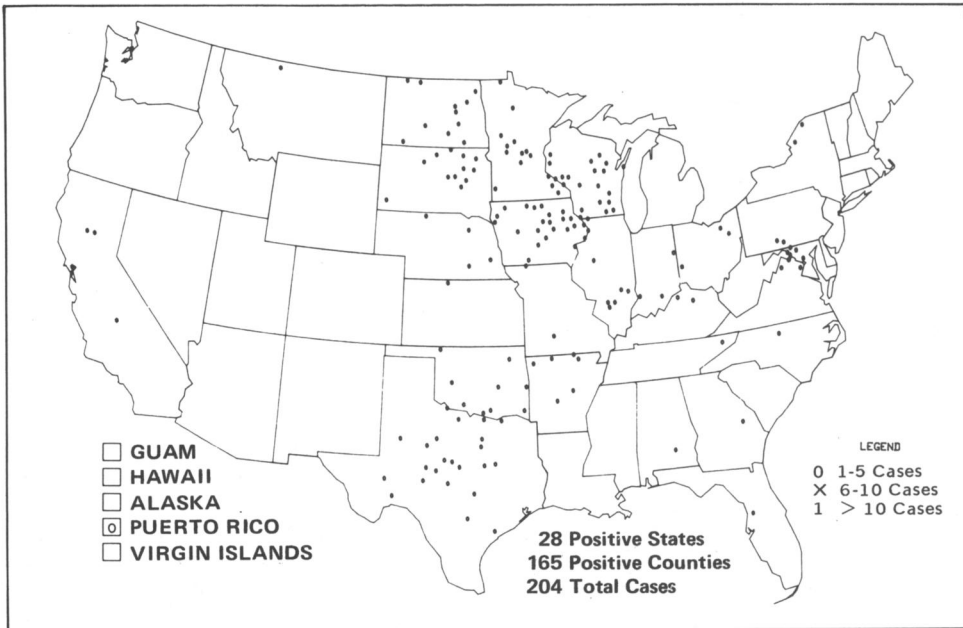 GUAM
HAWAII
ALASKA
o PUERTO RICO
VIRGIN ISLANDS
28 Positive States
165 Positive Counties
204 Total Cases
LEGEND
0 1-5 Cases
X 6-10 Cases
1 > 10 Cases